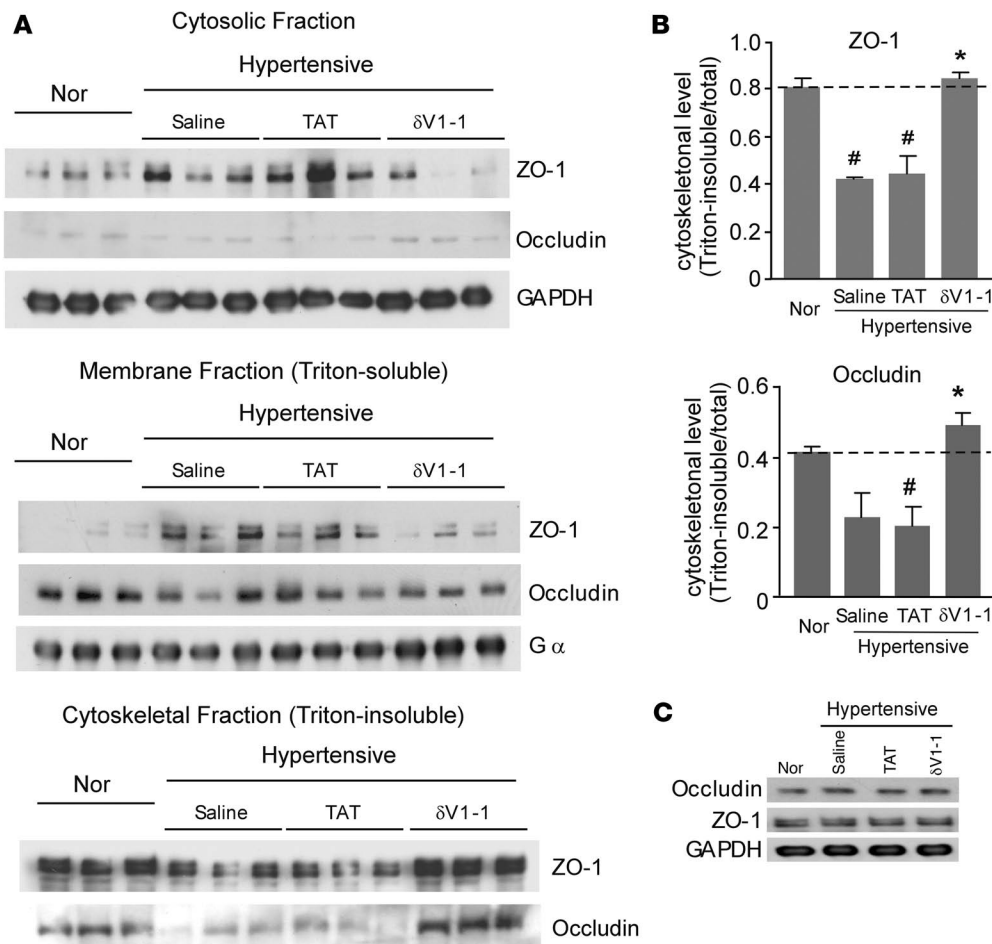 A
Cytosolic Fraction
Hypertensive
Nor
Saline TAT δV1-1
ZO-1
Occludin
GAPDH
Membrane Fraction (Triton-soluble)
Hypertensive
Nor
Saline TAT δV1-1
ZO-1
Occludin
G α
Cytoskeletal Fraction (Triton-insoluble)
Hypertensive
Nor
Saline TAT δV1-1
ZO-1
Occludin
B
ZO-1
cytoskeletonal level
(Triton-insoluble/total)
1.0
0.8
0.6
0.4
0.2
0
*
# #
Nor Saline TAT δV1-1
Hypertensive
Occludin
cytoskeletonal level
(Triton-insoluble/total)
0.6
0.4
0.2
0
*
#
Nor Saline TAT δV1-1
Hypertensive
C
Hypertensive
Nor Saline TAT δV1-1
Occludin
ZO-1
GAPDH